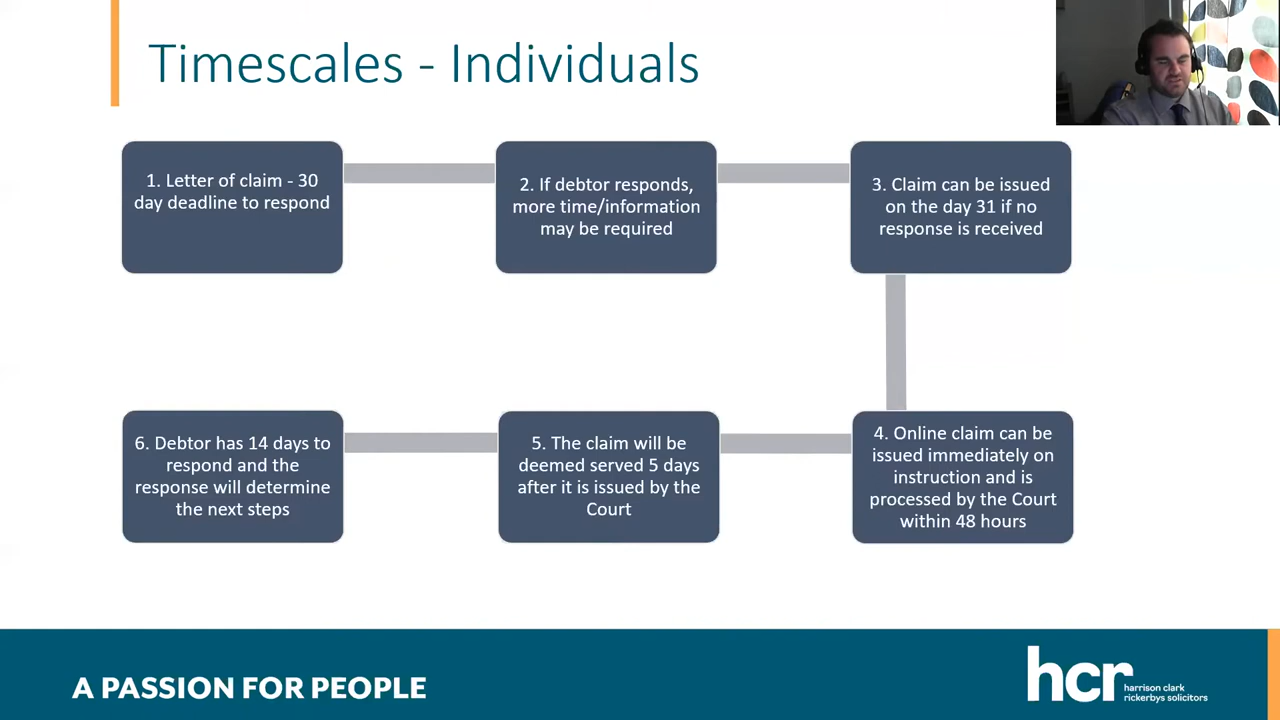 Timescales - Individuals
1. Letter of claim - 30
day deadline to respond
2. If debtor responds,
more time/information
may be required
3. Claim can be issued
on the day 31 if no
response is received
4. Online claim can be
issued immediately on
instruction and is
processed by the Court
within 48 hours
5. The claim will be
deemed served 5 days
after it is issued by the
Court
6. Debtor has 14 days to
respond and the
response will determine
the next steps
A PASSION FOR PEOPLE
hcr
harrison clark
rickerbys solicitors